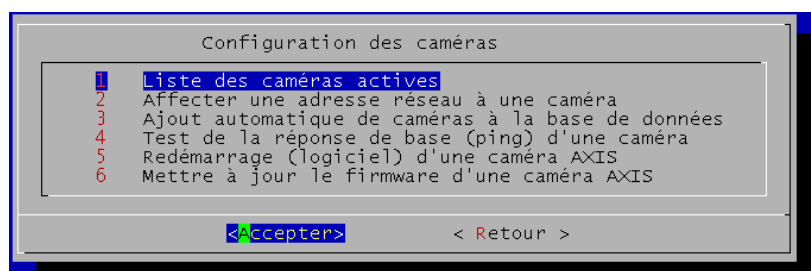 Configuration des caméras
1 Liste des caméras actives
2 Affecter une adresse réseau à une caméra
3 Ajout automatique de caméras à la base de données
4 Test de la réponse de base (ping) d'une caméra
5 Redémarrage (logiciel) d'une caméra AXIS
6 Mettre à jour le firmware d'une caméra AXIS
<Accepter> < Retour >